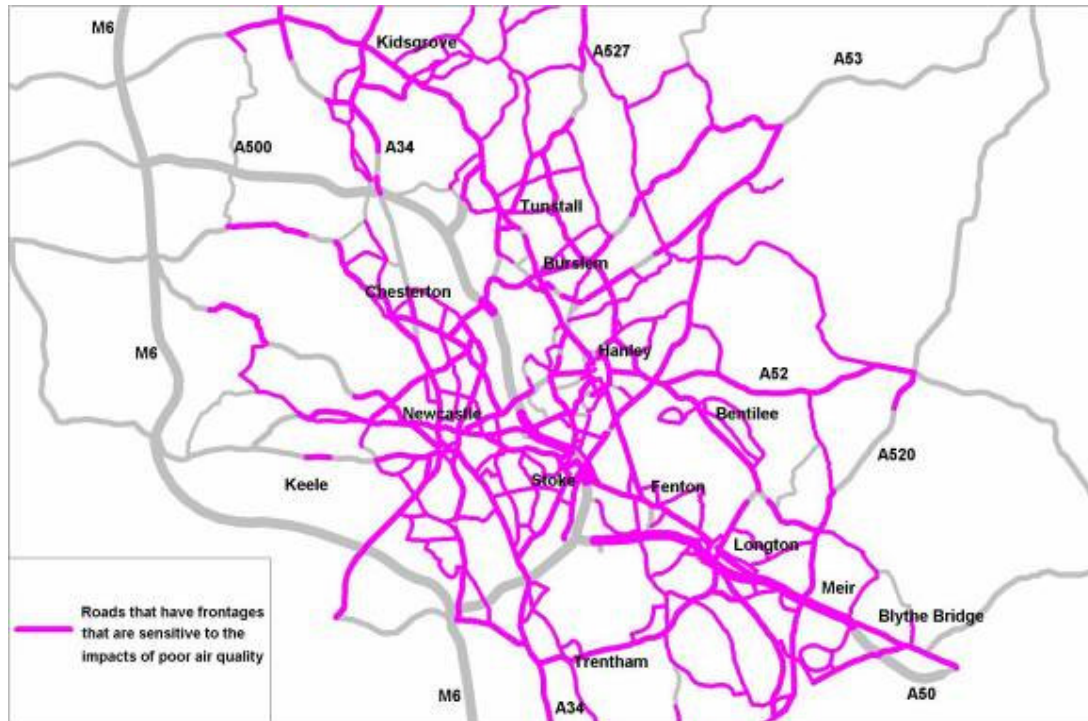 M6
Kidsgrove
A527
A53
A500
A34
Tunstall
Burslem
Chesterton
M6
Hanley
A52
Newcastle
Bentilee
A520
Keele
Stoke
Fenton
Longton
Meir
Blythe Bridge
Roads that have frontages
that are sensitive to the
impacts of poor air quality
Trentham
M6
A34
A50